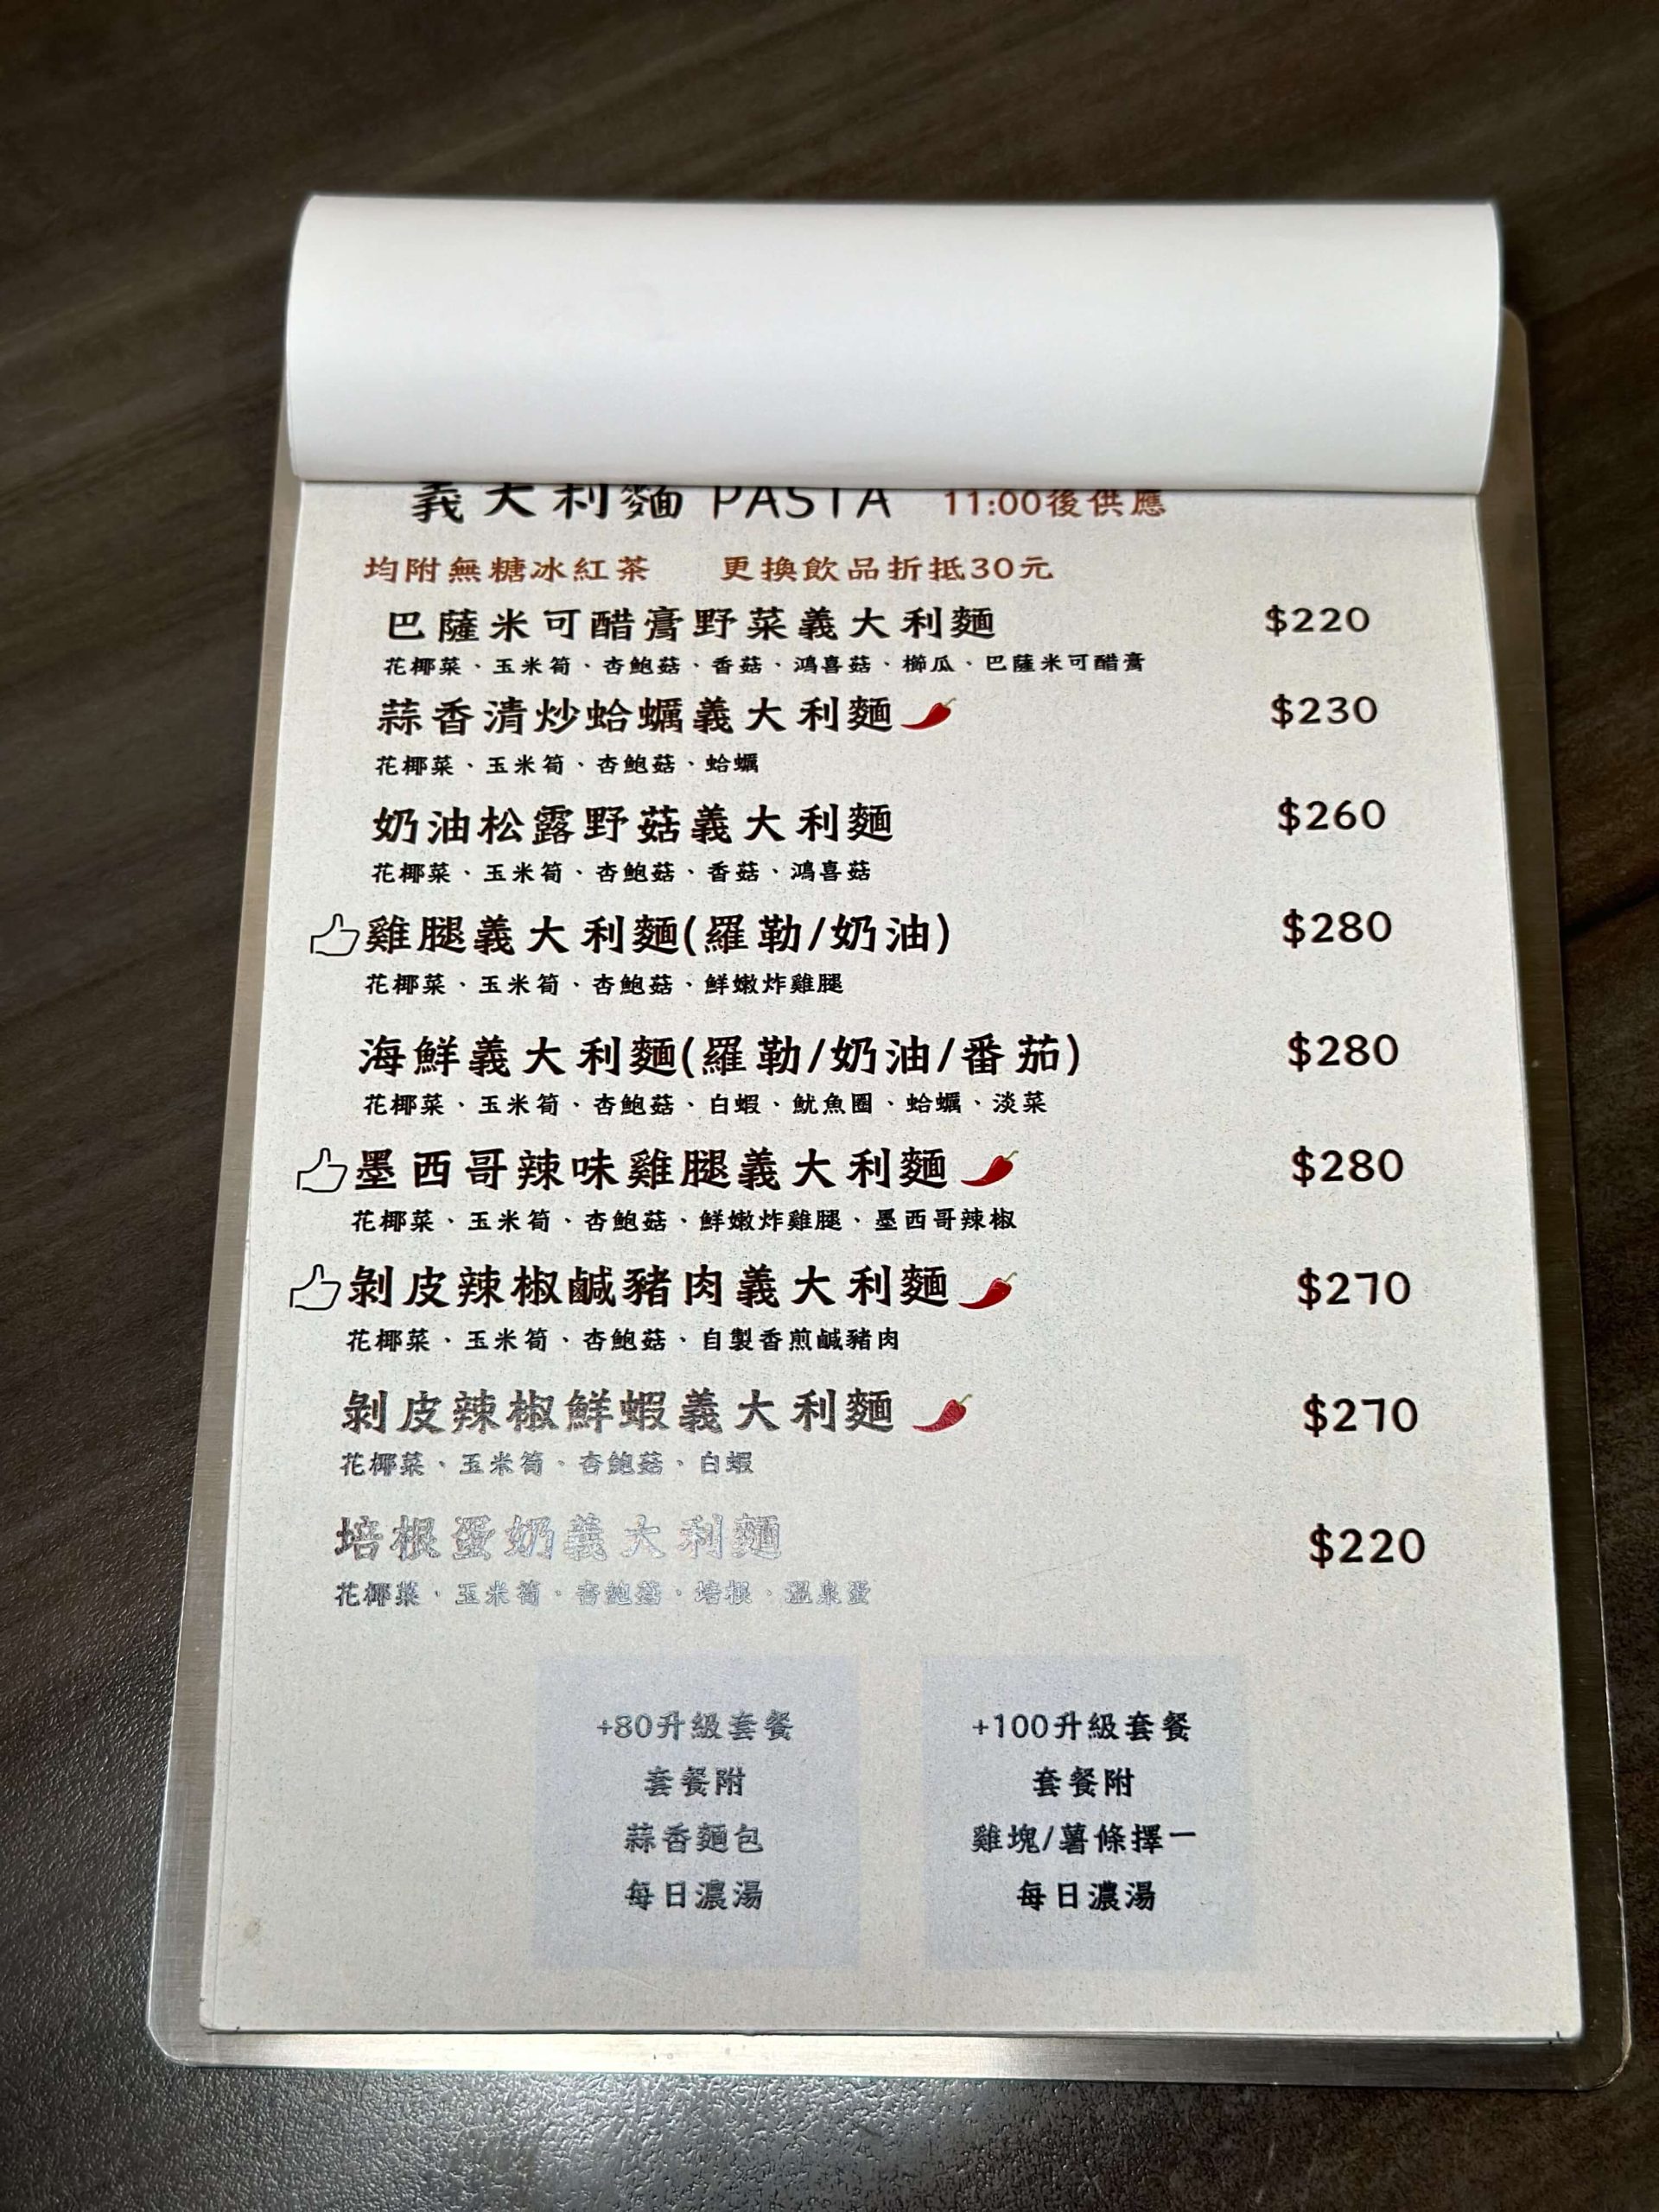 義大利麵 PASTA 11:00後供應
均附無糖冰紅茶 更換飲品折抵30元
巴薩米可醋膏野菜義大利麵 $220
花椰菜、玉米筍、杏鮑菇、香菇、鴻喜菇、櫛瓜、巴薩米可醋膏
蒜香清炒蛤蠣義大利麵 $230
花椰菜、玉米筍、杏鮑菇、蛤蠣
奶油松露野菇義大利麵 $260
花椰菜、玉米筍、杏鮑菇、香菇、鴻喜菇
雞腿義大利麵(羅勒/奶油) $280
花椰菜、玉米筍、杏鮑菇、鮮嫩炸雞腿
海鮮義大利麵(羅勒/奶油/番茄) $280
花椰菜、玉米筍、杏鮑菇、白蝦、魷魚圈、蛤蠣、淡菜
墨西哥辣味雞腿義大利麵 $280
花椰菜、玉米筍、杏鮑菇、鮮嫩炸雞腿、墨西哥辣椒
剝皮辣椒鹹豬肉義大利麵 $270
花椰菜、玉米筍、杏鮑菇、自製香煎鹹豬肉
剝皮辣椒鮮蝦義大利麵 $270
花椰菜、玉米筍、杏鮑菇、白蝦
培根蛋奶義大利麵 $220
花椰菜、玉米筍、杏鮑菇、培根、溫泉蛋
+80升級套餐
套餐附
蒜香麵包
每日濃湯
+100升級套餐
套餐附
雞塊/薯條擇一
每日濃湯